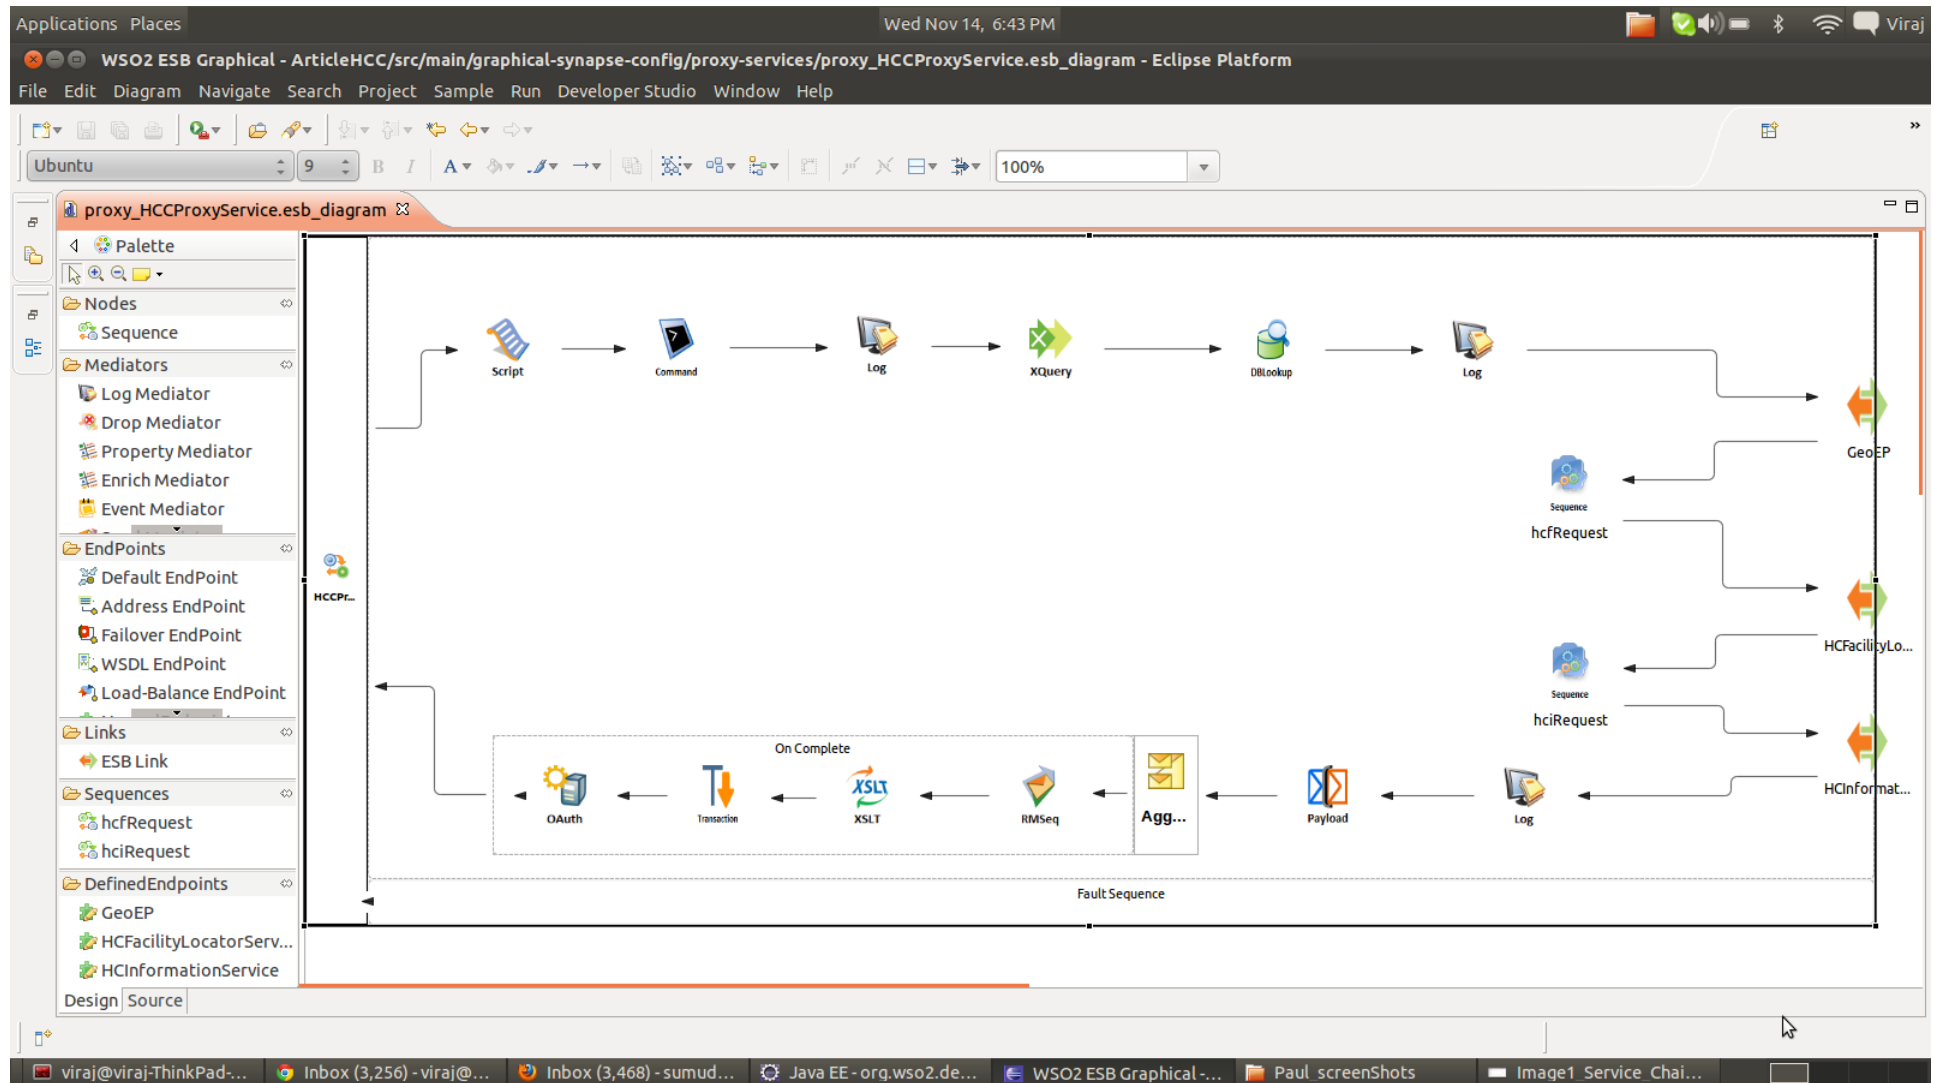 Applications Places
Wed Nov 14, 6:43 PM
Viraj
WSO2 ESB Graphical - ArticleHCC/src/main/graphical-synapse-config/proxy-services/proxy_HCCProxyService.esb_diagram - Eclipse Platform
File Edit Diagram Navigate Search Project Sample Run Developer Studio Window Help
Ubuntu
9
B I A
100%
proxy_HCCProxyService.esb_diagram
Palette
Nodes
Sequence
Mediators
Log Mediator
Drop Mediator
Property Mediator
Enrich Mediator
Event Mediator
EndPoints
Default EndPoint
Address EndPoint
Failover EndPoint
WSDL EndPoint
Load-Balance EndPoint
Links
ESB Link
Sequences
hcfRequest
hciRequest
DefinedEndpoints
GeoEP
HCFacilityLocatorServ...
HCInformationService
Design
Source
HCCPr...
Script
Command
Log
XQuery
DBLookup
Log
GeoEP
Sequence
hcfRequest
HCFacilityLo...
Sequence
hciRequest
HCInformat...
On Complete
OAuth
Transaction
XSLT
XSLT
RMSeq
Agg...
Payload
Log
Fault Sequence
viraj@viraj-ThinkPad-...
Inbox (3,256) - viraj@...
Inbox (3,468) - sumud...
Java EE - org.wso2.de...
WSO2 ESB Graphical -...
Paul_screenShots
Image1_Service_Chai...